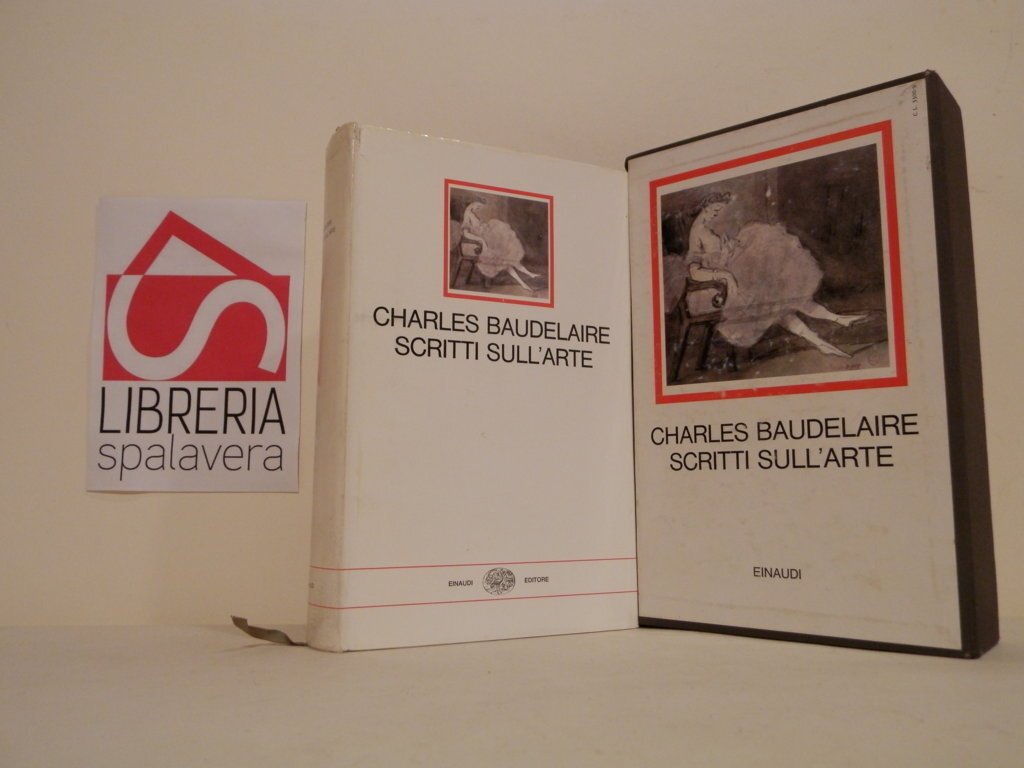 LIBRERIA
spalavera
CHARLES BAUDELAIRE
SCRITTI SULL'ARTE
EINAUDI EDITORE
CHARLES BAUDELAIRE
SCRITTI SULL'ARTE
EINAUDI